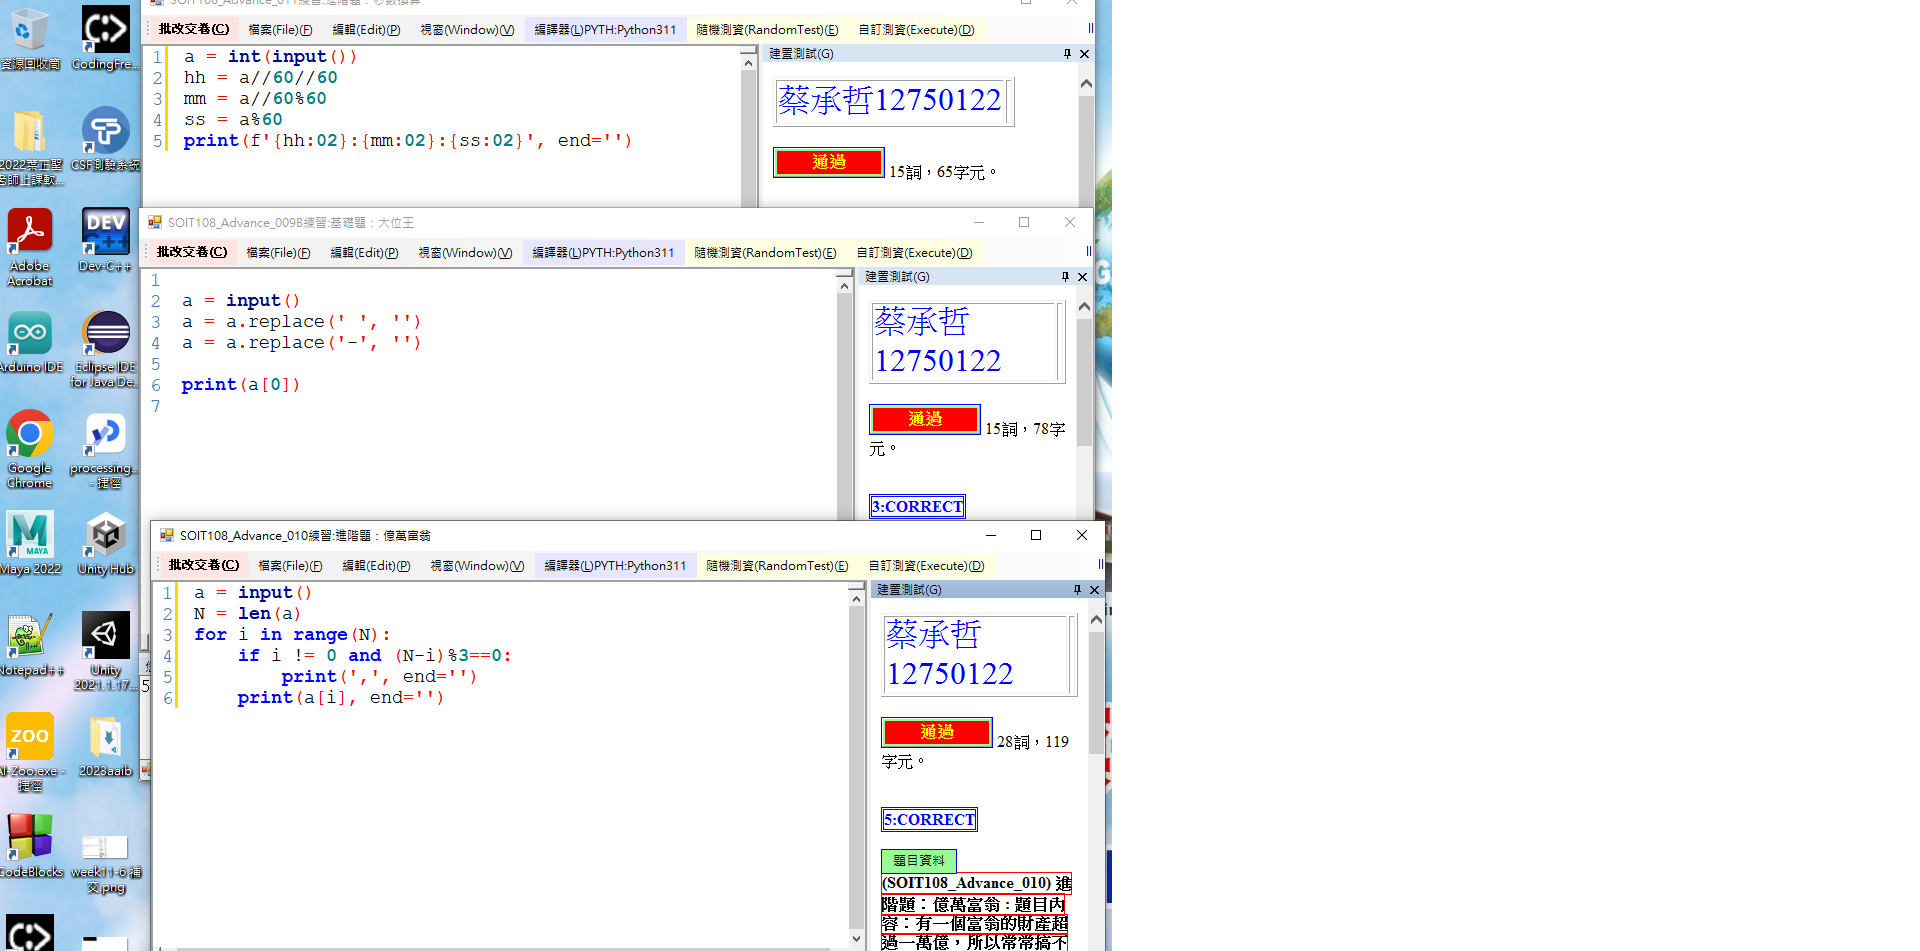 SOIT108_Advance_011練習:進階題：秒數換算
批改交卷(C) 檔案(File)(F) 編輯(Edit)(P) 視窗(Window)(V) 編譯器(L)PYTH:Python311 隨機測資(RandomTest)(E) 自訂測資(Execute)(D)
1 a = int(input())
2 hh = a//60//60
3 mm = a//60%60
4 ss = a%60
5 print(f'{hh:02}:{mm:02}:{ss:02}', end='')
建置測試(G)
蔡承哲12750122
通過 15詞，65字元。
SOIT108_Advance_009B練習:基礎題：大位王
批改交卷(C) 檔案(File)(F) 編輯(Edit)(P) 視窗(Window)(V) 編譯器(L)PYTH:Python311 隨機測資(RandomTest)(E) 自訂測資(Execute)(D)
1
2 a = input()
3 a = a.replace(' ', '')
4 a = a.replace('-', '')
5
6 print(a[0])
7
建置測試(G)
蔡承哲
12750122
通過 15詞，78字
元。
3:CORRECT
SOIT108_Advance_010練習:進階題：億萬富翁
批改交卷(C) 檔案(File)(F) 編輯(Edit)(P) 視窗(Window)(V) 編譯器(L)PYTH:Python311 隨機測資(RandomTest)(E) 自訂測資(Execute)(D)
1 a = input()
2 N = len(a)
3 for i in range(N):
4     if i != 0 and (N-i)%3==0:
5         print(',', end='')
6     print(a[i], end='')
建置測試(G)
蔡承哲
12750122
通過 28詞，119
字元。
5:CORRECT
題目資料
(SOIT108_Advance_010) 進
階題：億萬富翁 : 題目內
容：有一個富翁的財產超
過一萬億，所以常常搞不
資源回收筒
CodingFre...
2022葉正聖
老師上課軟...
CSF測驗系統
Adobe
Acrobat
DEV
C++
Dev-C++
Arduino IDE
Eclipse IDE
for Java De...
Google
Chrome
processing...
- 捷徑
MAYA
Maya 2022
Unity Hub
Notepad++
Unity
2021.1.17...
ZOO
AI-Zoo.exe -
捷徑
2023aaib
CodeBlocks
week11-6 補
交.png
5